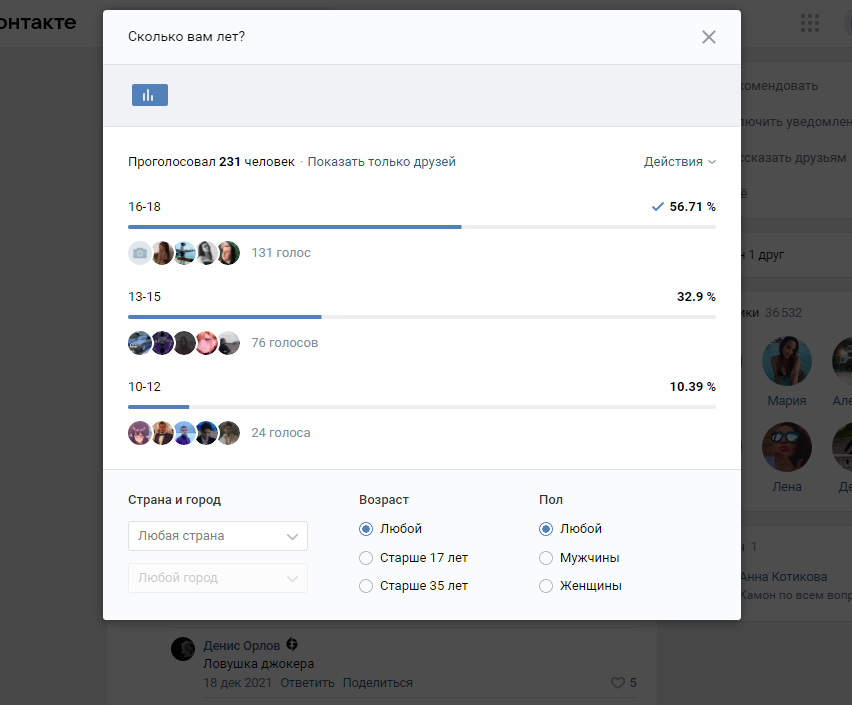 онтакте
Сколько вам лет?
Проголосовал 231 человек · Показать только друзей
Действия
16-18
56.71 %
131 голос
13-15
32.9 %
76 голосов
10-12
10.39 %
24 голоса
Страна и город
Любая страна
Любой город
Возраст
Любой
Старше 17 лет
Старше 35 лет
Пол
Любой
Мужчины
Женщины
комендовать
лючить уведомлен
ссказать друзьям
ё
н 1 друг
ики 36 532
Мария
Але
Лена
Де
ы 1
Анна Котикова
Камон по всем вопр
Денис Орлов
Ловушка джокера
18 дек 2021 Ответить Поделиться
5